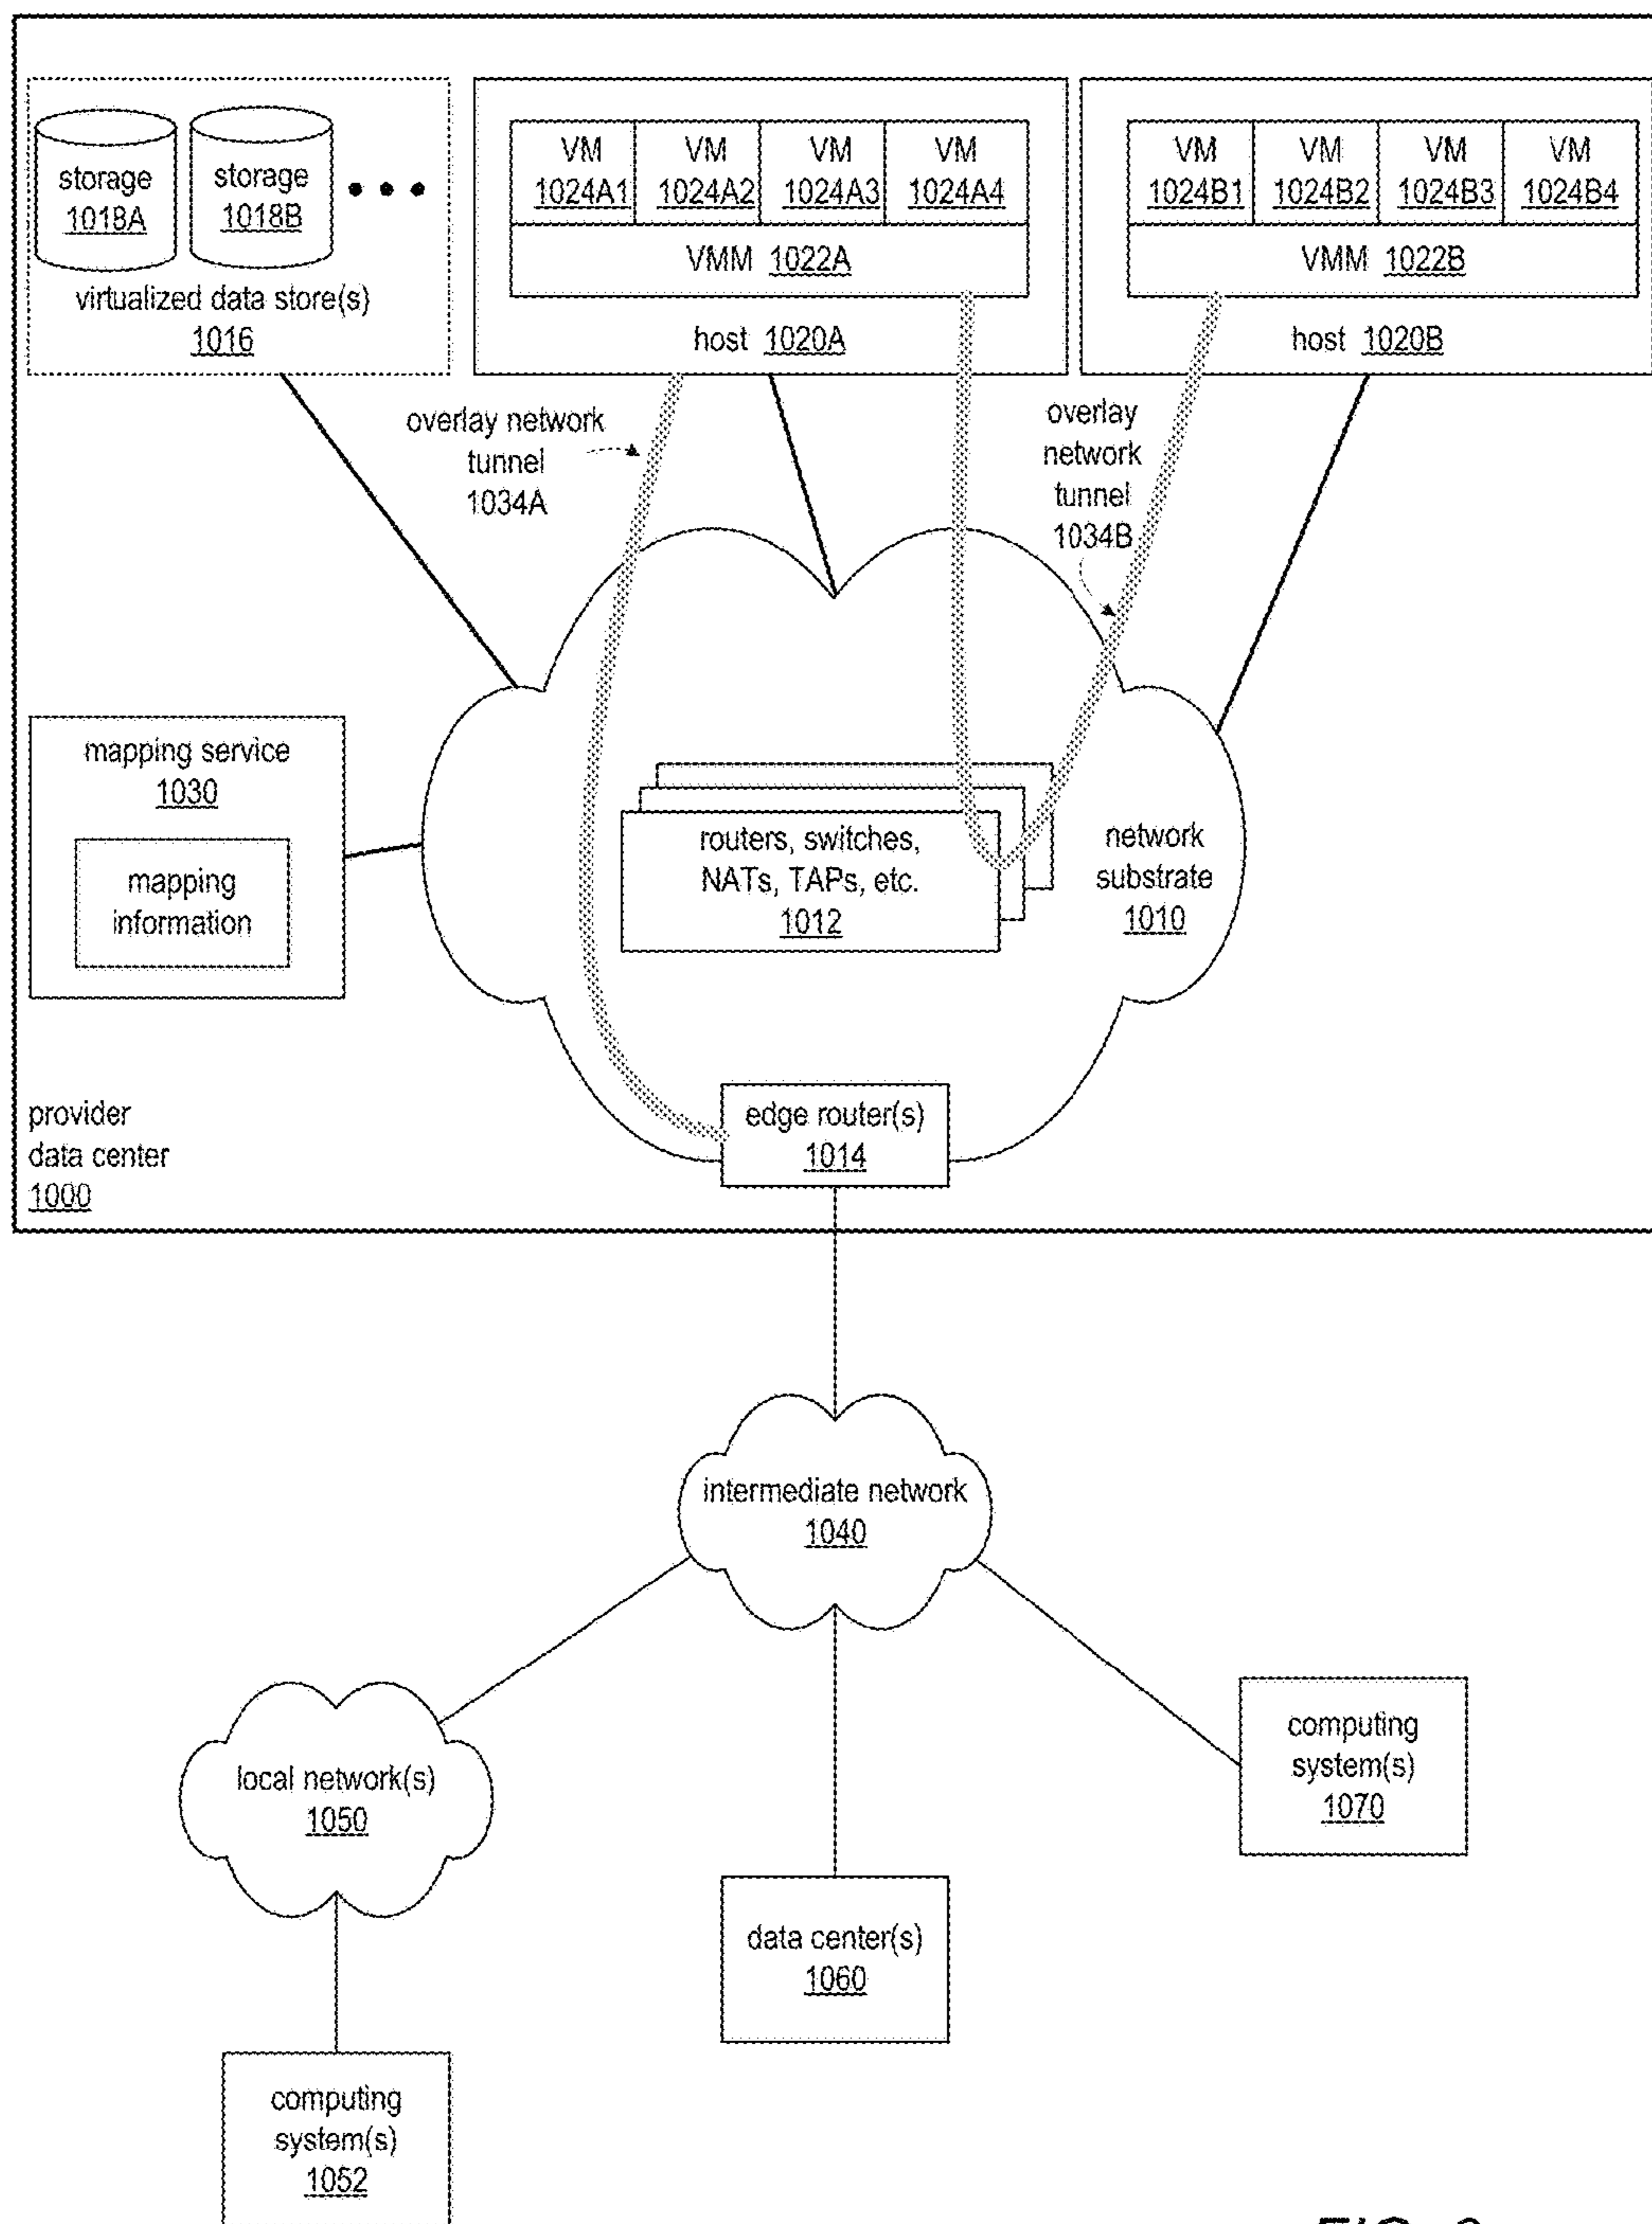 storage
1018A
storage
1018B
virtualized data store(s)
1016
VM
1024A1
VM
1024A2
VM
1024A3
VM
1024A4
VMM 1022A
host 1020A
VM
1024B1
VM
1024B2
VM
1024B3
VM
1024B4
VMM 1022B
host 1020B
overlay network
tunnel
1034A
overlay
network
tunnel
1034B
mapping service
1030
mapping
information
routers, switches,
NATs, TAPs, etc.
1012
network
substrate
1010
edge router(s)
1014
provider
data center
1000
intermediate network
1040
local network(s)
1050
computing
system(s)
1070
data center(s)
1060
computing
system(s)
1052